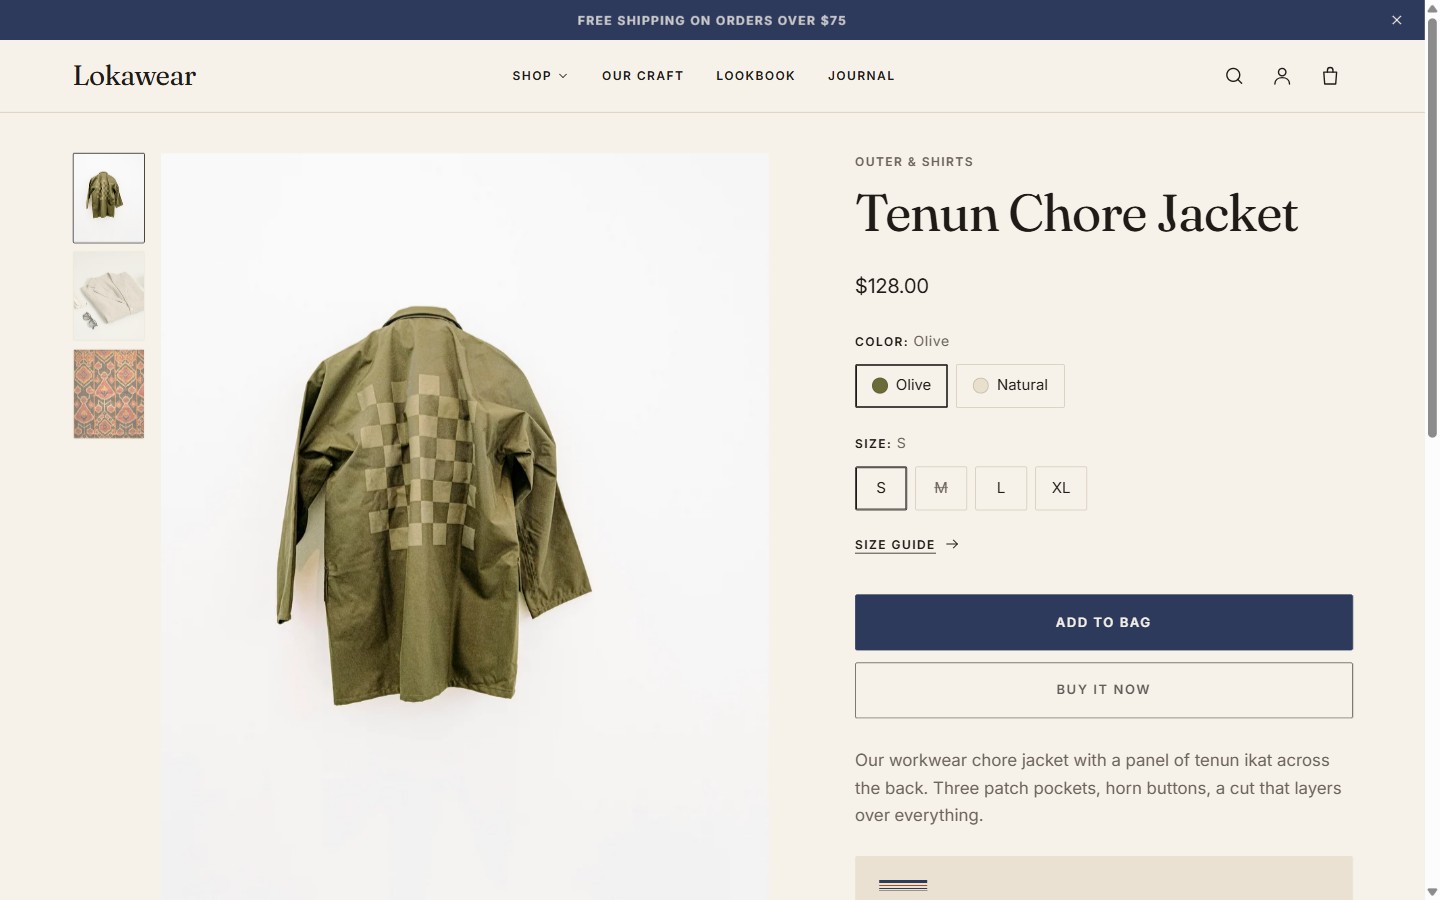 FREE SHIPPING ON ORDERS OVER $75
Lokawear
SHOP
OUR CRAFT
LOOKBOOK
JOURNAL
OUTER & SHIRTS
Tenun Chore Jacket
$128.00
COLOR: Olive
Olive
Natural
SIZE: S
S
M
L
XL
SIZE GUIDE
ADD TO BAG
BUY IT NOW
Our workwear chore jacket with a panel of tenun ikat across
the back. Three patch pockets, horn buttons, a cut that layers
over everything.